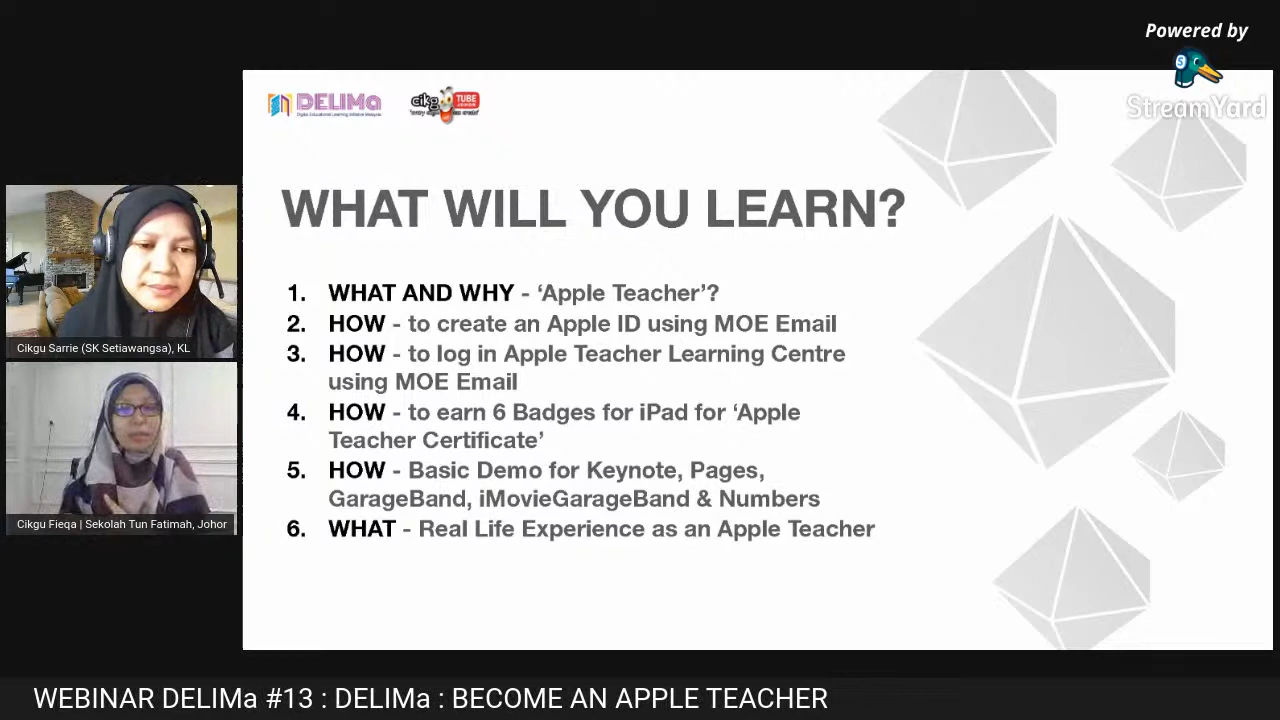 Powered by
StreamYard
DELIMa
Digital Educational Learning Initiative Malaysia
cikg
TUBE
WHAT WILL YOU LEARN?
1. WHAT AND WHY - ‘Apple Teacher’?
2. HOW - to create an Apple ID using MOE Email
3. HOW - to log in Apple Teacher Learning Centre
using MOE Email
4. HOW - to earn 6 Badges for iPad for ‘Apple
Teacher Certificate’
5. HOW - Basic Demo for Keynote, Pages,
GarageBand, iMovieGarageBand & Numbers
6. WHAT - Real Life Experience as an Apple Teacher
Cikgu Sarrie (SK Setiawangsa), KL
Cikgu Fieqa | Sekolah Tun Fatimah, Johor
WEBINAR DELIMa #13 : DELIMa : BECOME AN APPLE TEACHER